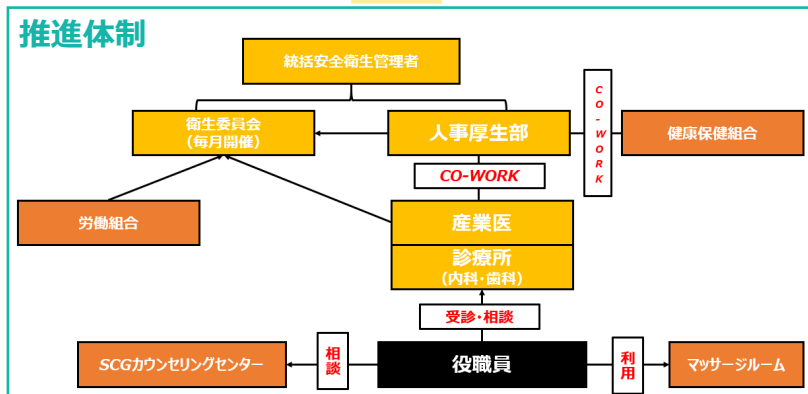 推進体制
統括安全衛生管理者
衛生委員会
(毎月開催)
人事厚生部
CO-WORK
健康保健組合
CO-WORK
労働組合
産業医
診療所
(内科・歯科)
受診・相談
SCGカウンセリングセンター
相談
役職員
利用
マッサージルーム